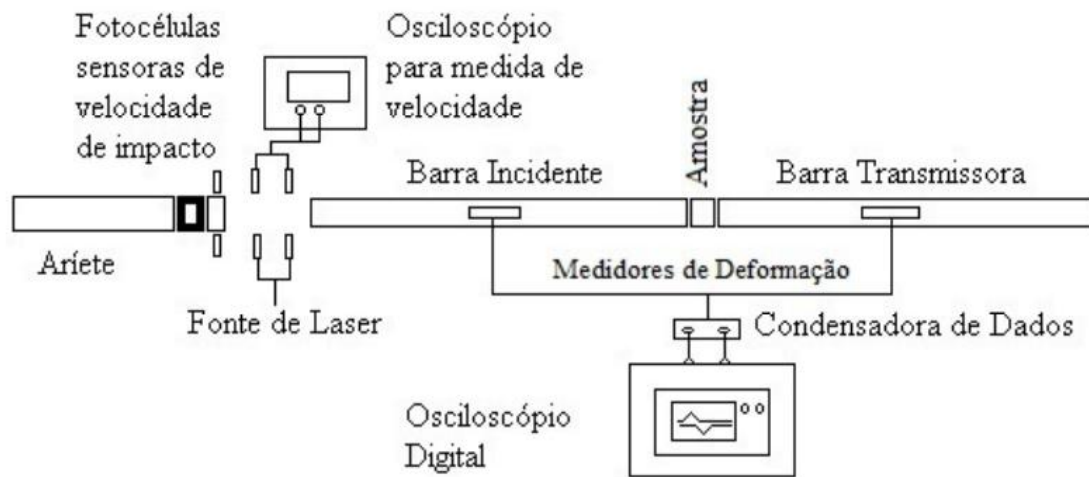 Fotocélulas
sensoras de
velocidade
de impacto
Osciloscópio
para medida de
velocidade
Barra Incidente
Amostra
Barra Transmissora
Aríete
Fonte de Laser
Medidores de Deformação
Condensadora de Dados
Osciloscópio
Digital